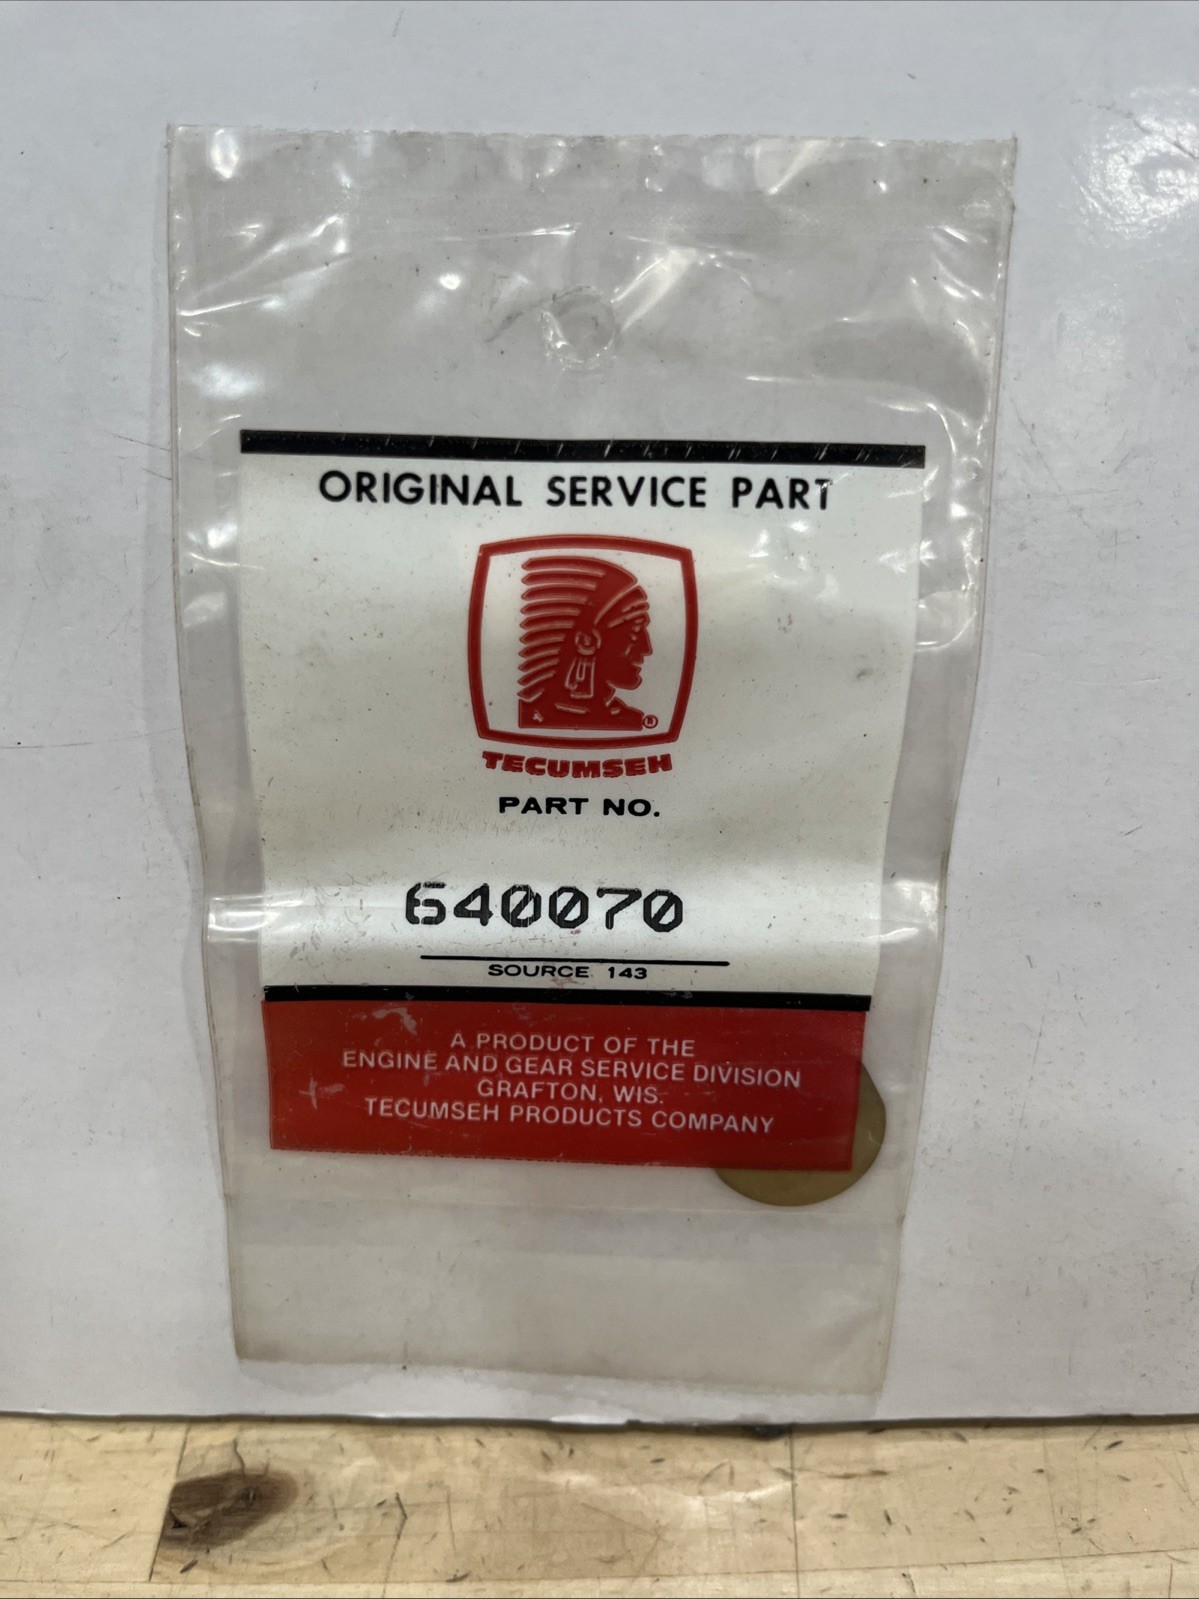 ORIGINAL SERVICE PART
®
TECUMSEH
PART NO.
640070
SOURCE 143
A PRODUCT OF THE
ENGINE AND GEAR SERVICE DIVISION
GRAFTON, WIS.
TECUMSEH PRODUCTS COMPANY